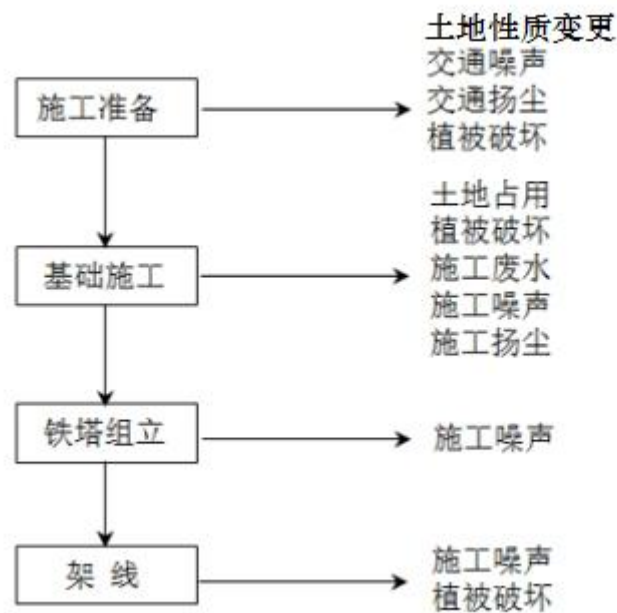 土地性质变更
交通噪声
施工准备
交通扬尘
植被破坏
土地占用
植被破坏
基础施工
施工废水
施工噪声
施工扬尘
铁塔组立
施工噪声
架 线
施工噪声
植被破坏